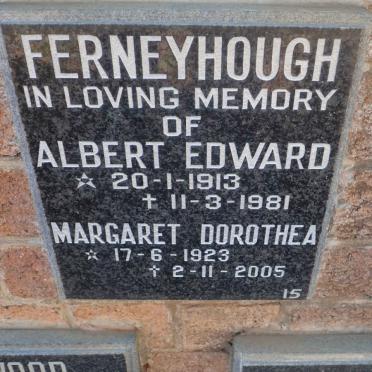 FERNEYHOUGH
IN LOVING MEMORY
OF
ALBERT EDWARD
☆ 20-1-1913
✝ 11-3-1981
MARGARET DOROTHEA
☆ 17-6-1923
✝ 2-11-2005
15